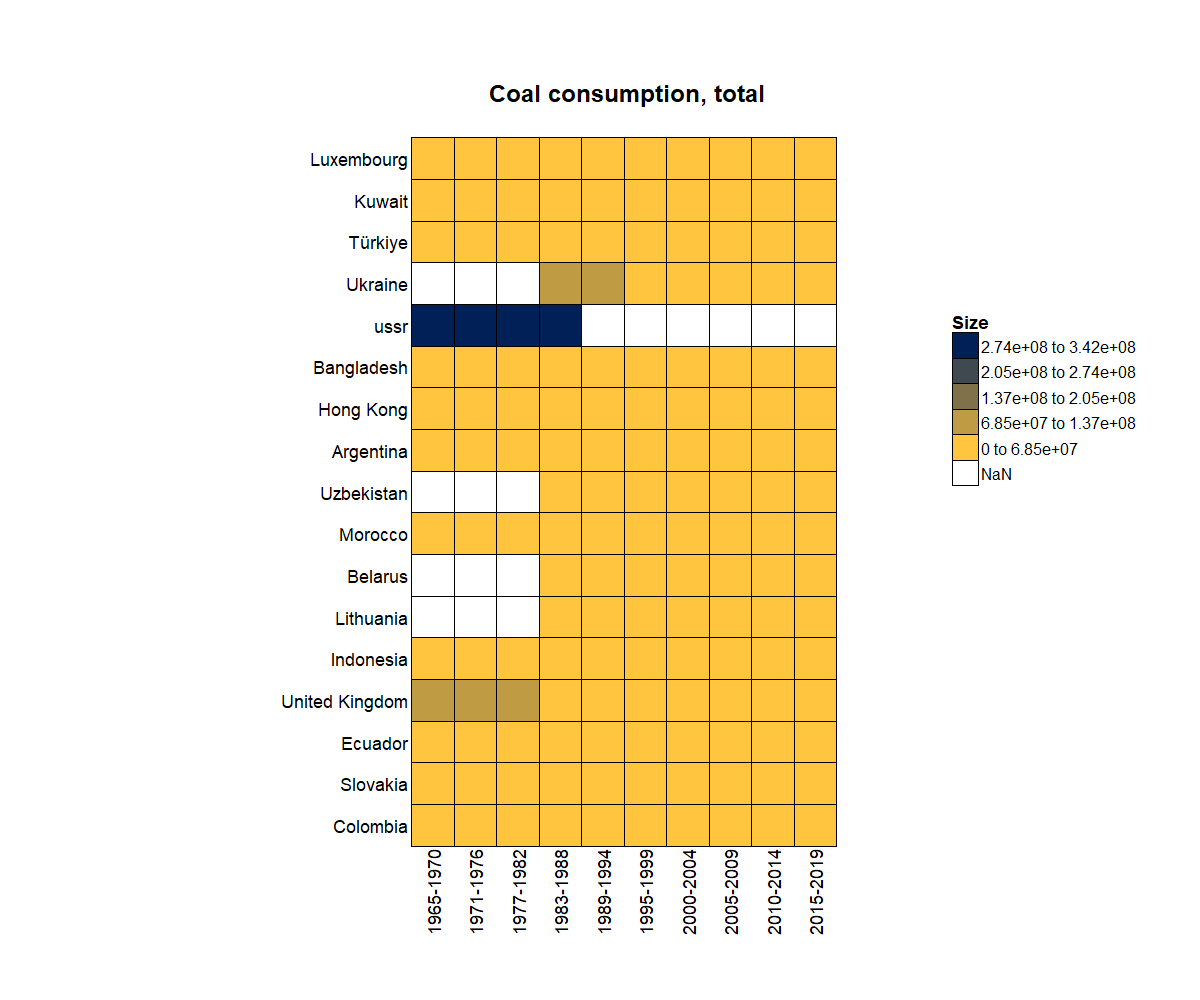 Coal consumption, total
Luxembourg
Kuwait
Türkiye
Ukraine
ussr
Bangladesh
Hong Kong
Argentina
Uzbekistan
Morocco
Belarus
Lithuania
Indonesia
United Kingdom
Ecuador
Slovakia
Colombia
1965-1970
1971-1976
1977-1982
1983-1988
1989-1994
1995-1999
2000-2004
2005-2009
2010-2014
2015-2019
Size
2.74e+08 to 3.42e+08
2.05e+08 to 2.74e+08
1.37e+08 to 2.05e+08
6.85e+07 to 1.37e+08
0 to 6.85e+07
NaN